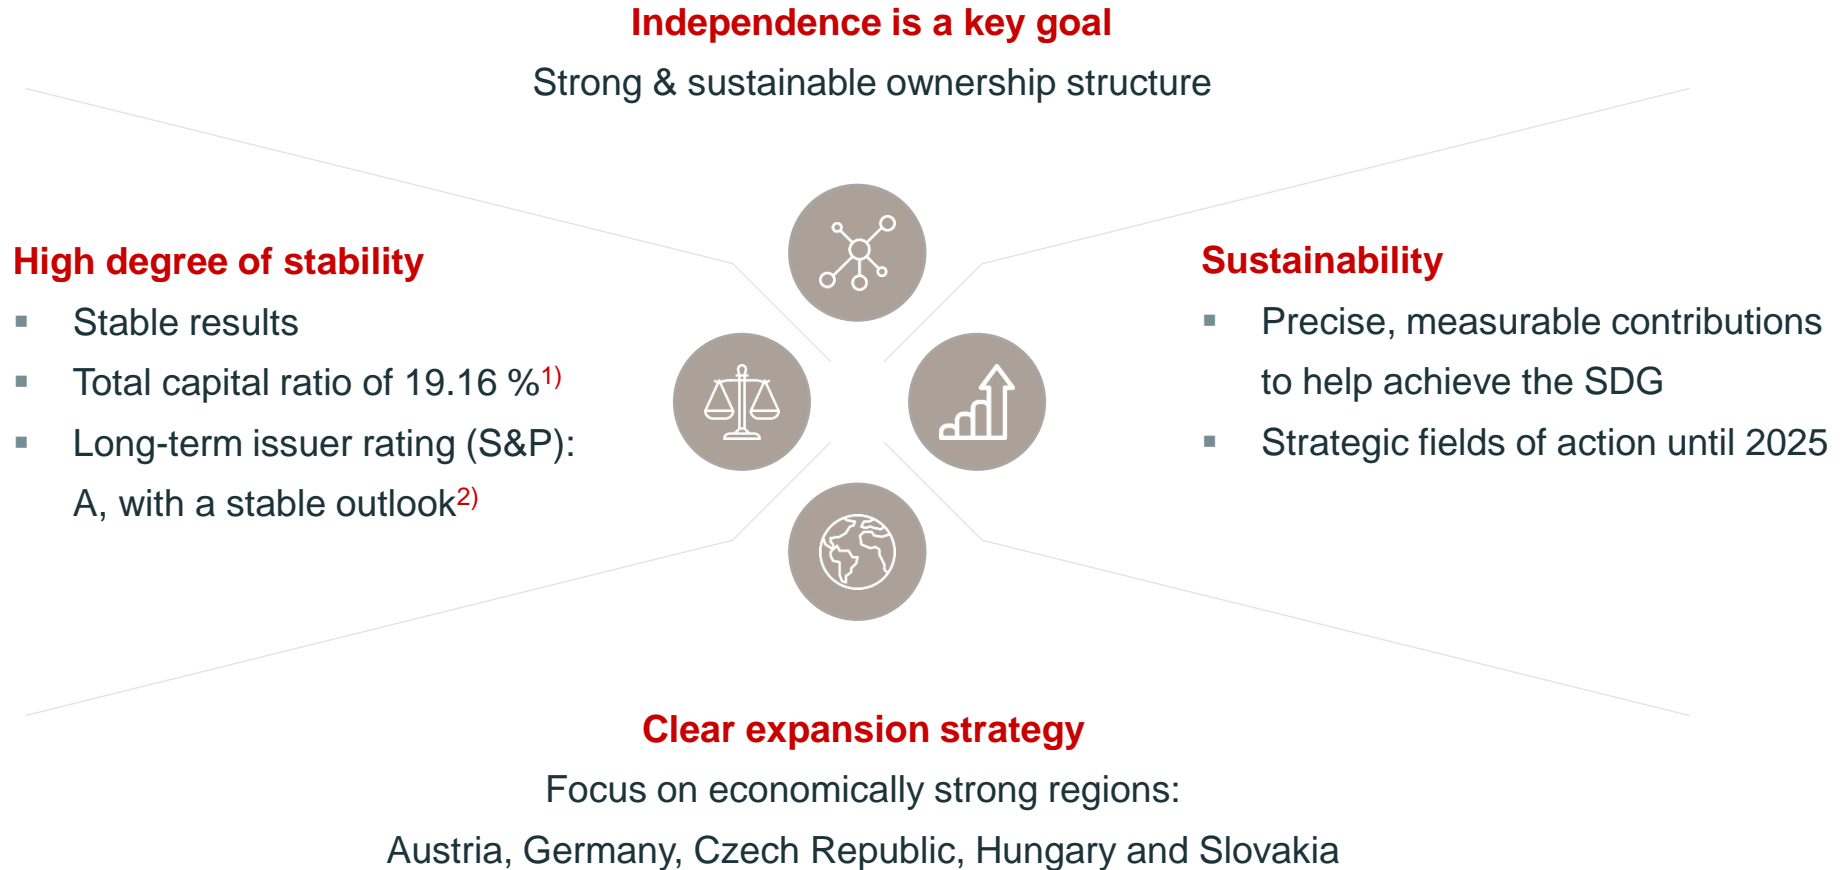 Independence is a key goal
Strong & sustainable ownership structure
High degree of stability
▪ Stable results
▪ Total capital ratio of 19.16 %1)
▪ Long-term issuer rating (S&P):
A, with a stable outlook2)
Sustainability
▪ Precise, measurable contributions
to help achieve the SDG
▪ Strategic fields of action until 2025
Clear expansion strategy
Focus on economically strong regions:
Austria, Germany, Czech Republic, Hungary and Slovakia